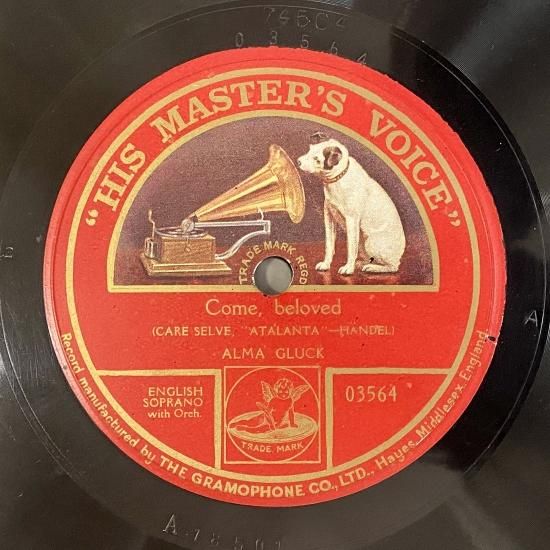 74504
03564
"HIS MASTER'S VOICE"
TRADE MARK REGD
Come, beloved
(CARE SELVE, "ATALANTA"—HANDEL)
ALMA GLUCK
ENGLISH
SOPRANO
with Orch.
03564
TRADE MARK
Record manufactured by THE GRAMOPHONE CO., LTD., Hayes, Middlesex, England.
A